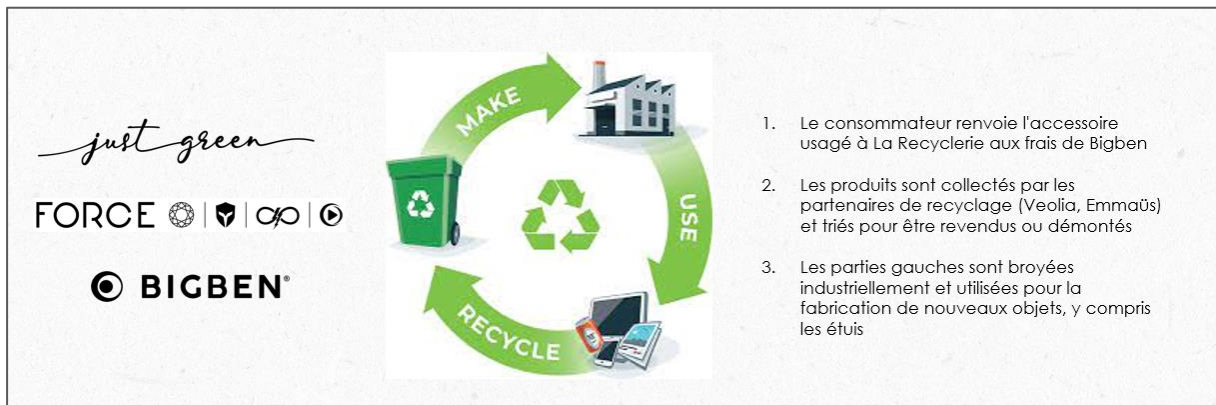 just green
FORCE
BIGBEN®
MAKE
USE
RECYCLE
1. Le consommateur renvoie l'accessoire
usagé à La Recyclerie aux frais de Bigben
2. Les produits sont collectés par les
partenaires de recyclage (Veolia, Emmaüs)
et triés pour être revendus ou démontés
3. Les parties gauches sont broyées
industriellement et utilisées pour la
fabrication de nouveaux objets, y compris
les étuis